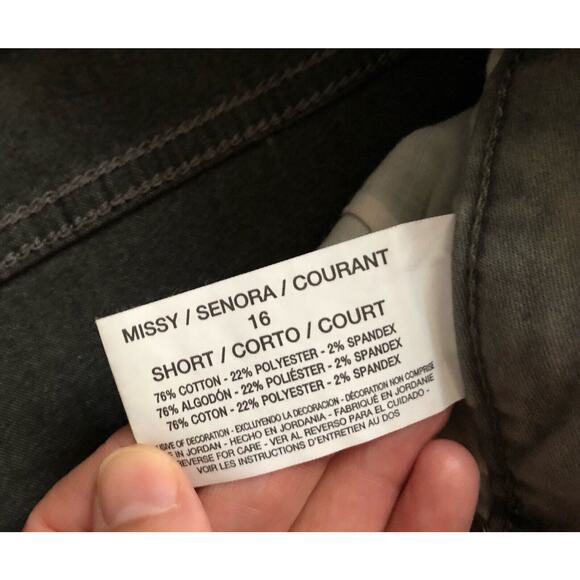 MISSY / SENORA / COURANT
16
SHORT / CORTO / COURT
76% COTTON - 22% POLYESTER - 2% SPANDEX
76% ALGODÓN - 22% POLIÉSTER - 2% SPANDEX
76% COTON - 22% POLYESTER - 2% SPANDEX
OF DECORATION - EXCLUYENDO LA DECORACION - DÉCORATION NON COMPRISE
IN JORDAN - HECHO EN JORDANIA - FABRIQUÉ EN JORDANIE
REVERSE FOR CARE - VER AL REVERSO PARA EL CUIDADO -
VOIR LES INSTRUCTIONS D'ENTRETIEN AU DOS